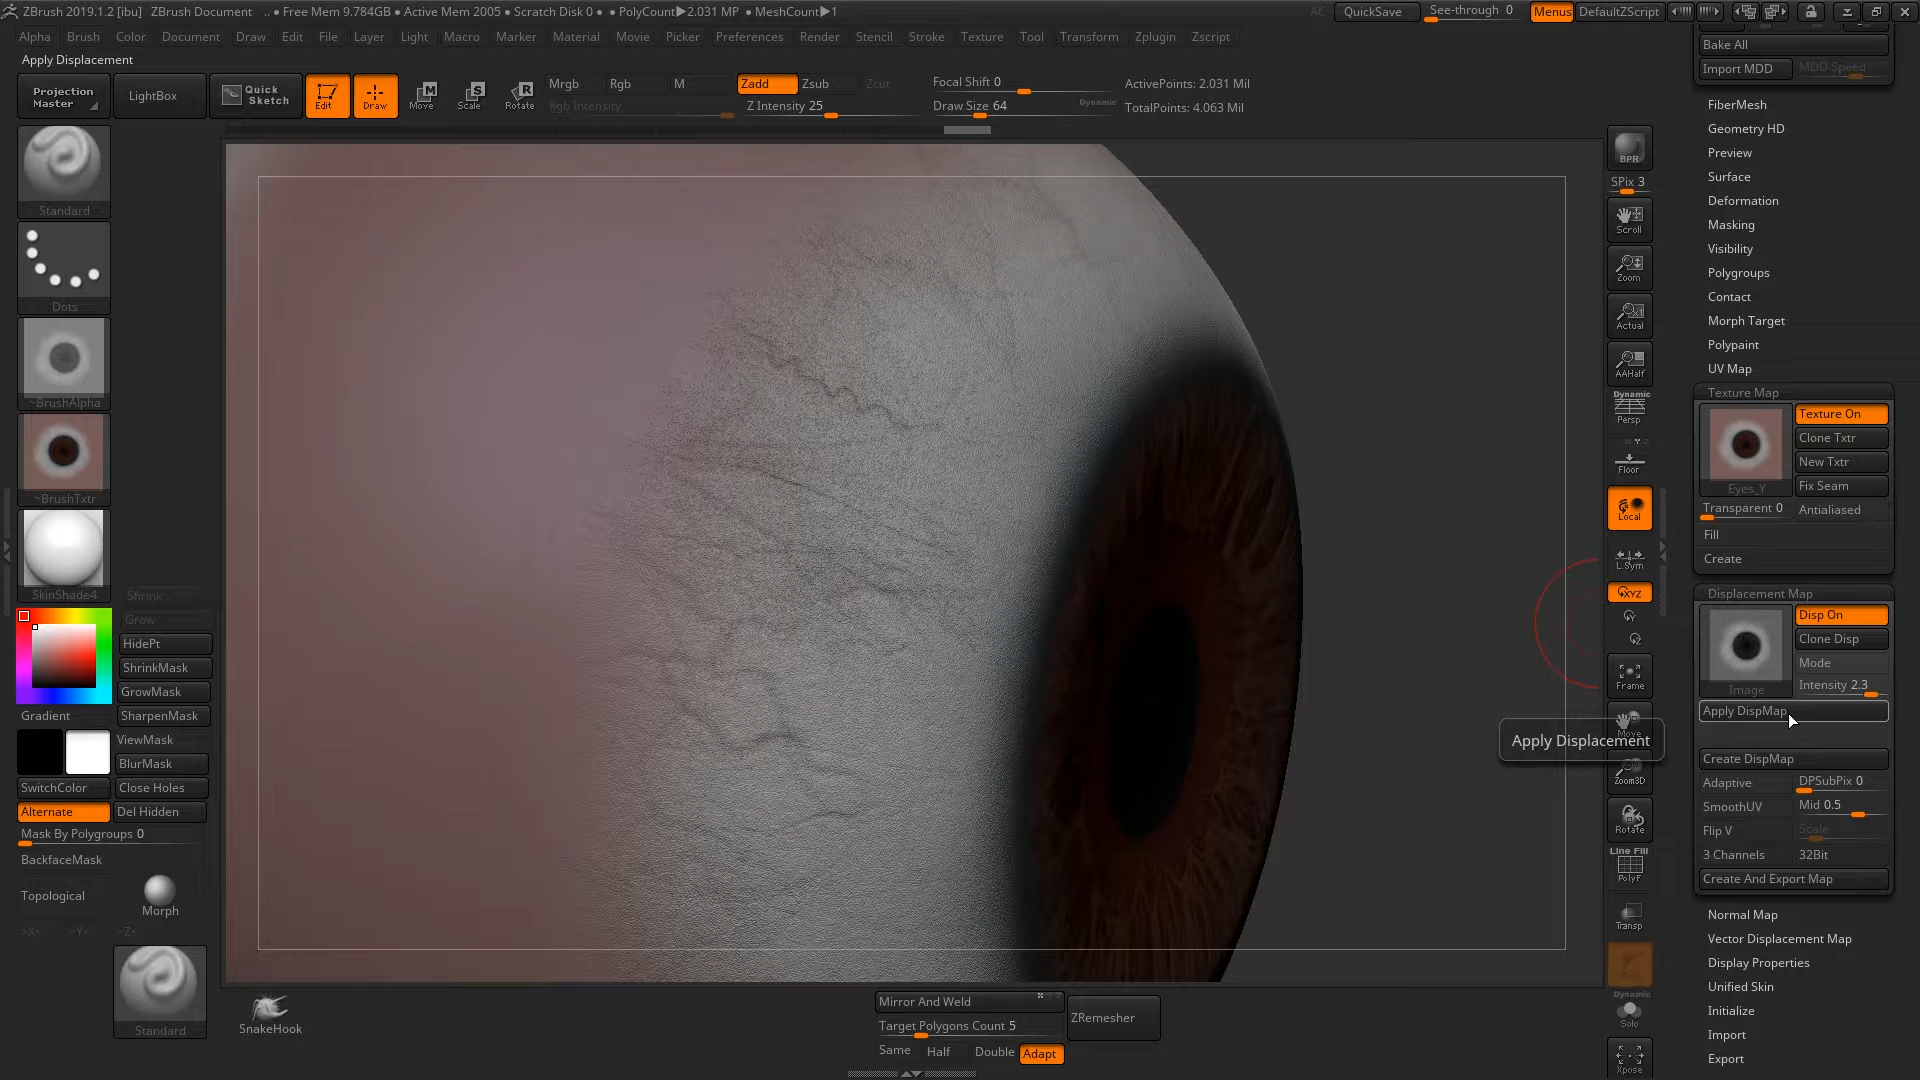 ZBrush 2019.1.2 [ibu] ZBrush Document .. ● Free Mem 9.784GB ● Active Mem 2005 ● Scratch Disk 0 ● ● PolyCount▶2.031 MP ● MeshCount▶1
AC QuickSave See-through 0 Menus DefaultZScript
Alpha Brush Color Document Draw Edit File Layer Light Macro Marker Material Movie Picker Preferences Render Stencil Stroke Texture Tool Transform Zplugin Zscript
Apply Displacement
Projection Master
LightBox
Quick Sketch
Edit
Draw
Move
Scale
Rotate
Mrgb Rgb M
Rgb Intensity
Zadd Zsub Zcut
Z Intensity 25
Focal Shift 0
Draw Size 64
Dynamic
ActivePoints: 2.031 Mil
TotalPoints: 4.063 Mil
Standard
Dots
~BrushAlpha
~BrushTxtr
SkinShade4
Shrink
Grow
HidePt
ShrinkMask
GrowMask
Gradient
SharpenMask
ViewMask
BlurMask
SwitchColor
Close Holes
Alternate
Del Hidden
Mask By Polygroups 0
BackfaceMask
Topological
Morph
>X< >Y< >Z<
Standard
SnakeHook
Mirror And Weld
Target Polygons Count 5
Same Half Double Adapt
ZRemesher
BPR
SPix 3
Scroll
Zoom
Actual
AAHalf
Dynamic
Persp
Floor
Local
L.Sym
XYZ
Y
Z
Frame
Move
Zoom3D
Rotate
Line Fill
PolyF
Transp
Dynamic
Solo
Xpose
Apply Displacement
Bake All
Import MDD MDD Speed
FiberMesh
Geometry HD
Preview
Surface
Deformation
Masking
Visibility
Polygroups
Contact
Morph Target
Polypaint
UV Map
Texture Map
Texture On
Clone Txtr
New Txtr
Eyes_Y
Fix Seam
Transparent 0
Antialiased
Fill
Create
Displacement Map
Disp On
Clone Disp
Mode
Image
Intensity 2.3
Apply DispMap
Create DispMap
Adaptive DPSubPix 0
SmoothUV Mid 0.5
Flip V Scale
3 Channels 32Bit
Create And Export Map
Normal Map
Vector Displacement Map
Display Properties
Unified Skin
Initialize
Import
Export